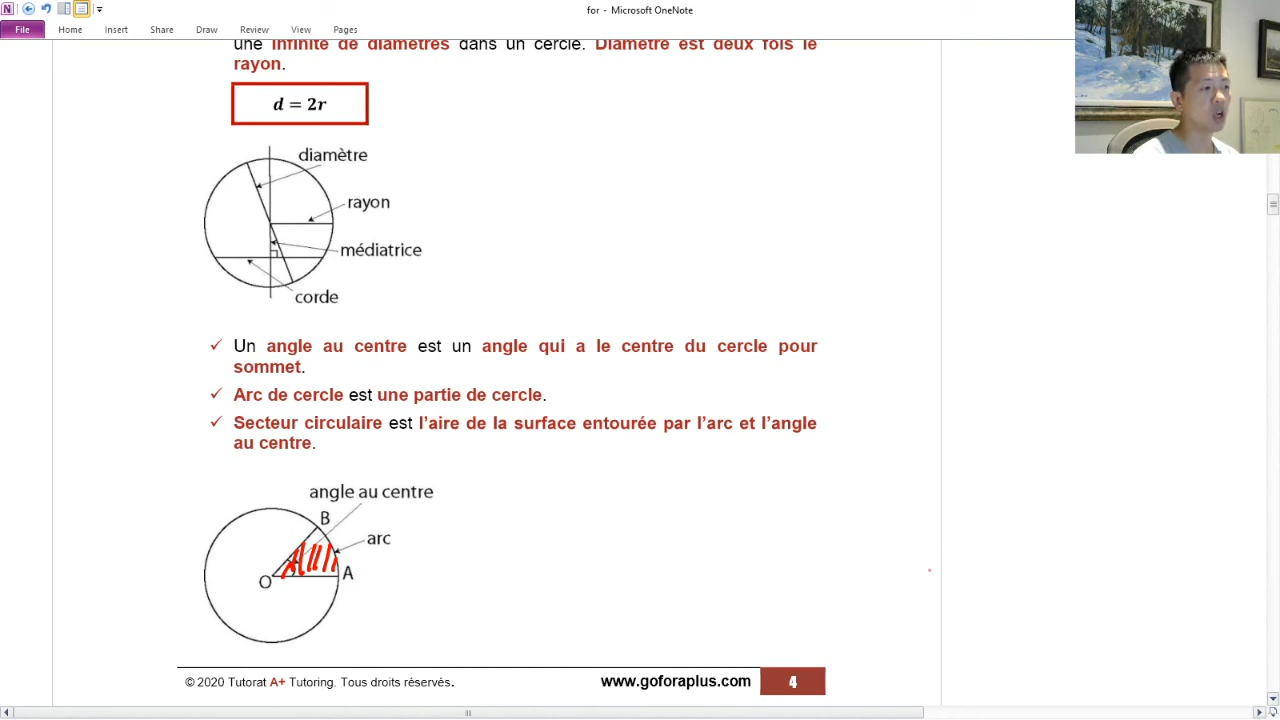 for - Microsoft OneNote
File Home Insert Share Draw Review View Pages
une infinité de diamètres dans un cercle. Diamètre est deux fois le
rayon.
d = 2r
diamètre
rayon
médiatrice
corde
✓ Un angle au centre est un angle qui a le centre du cercle pour
sommet.
✓ Arc de cercle est une partie de cercle.
✓ Secteur circulaire est l’aire de la surface entourée par l’arc et l’angle
au centre.
angle au centre
B
arc
O
A
© 2020 Tutorat A+ Tutoring. Tous droits réservés.
www.goforaplus.com
4